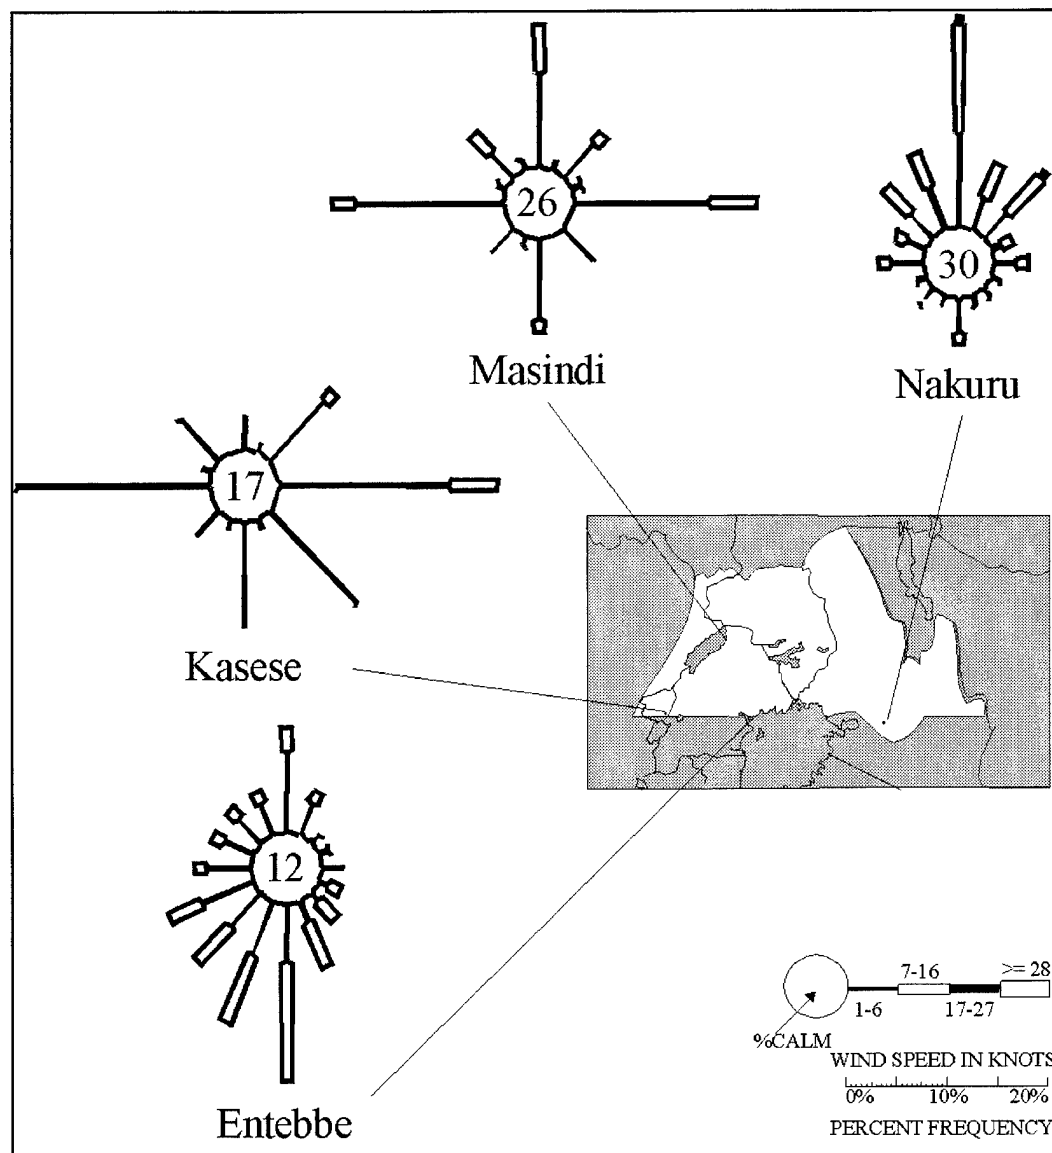 26
30
Masindi
Nakuru
17
Kasese
12
Entebbe
7-16 >= 28
1-6 17-27
%CALM
WIND SPEED IN KNOTS
0% 10% 20%
PERCENT FREQUENCY